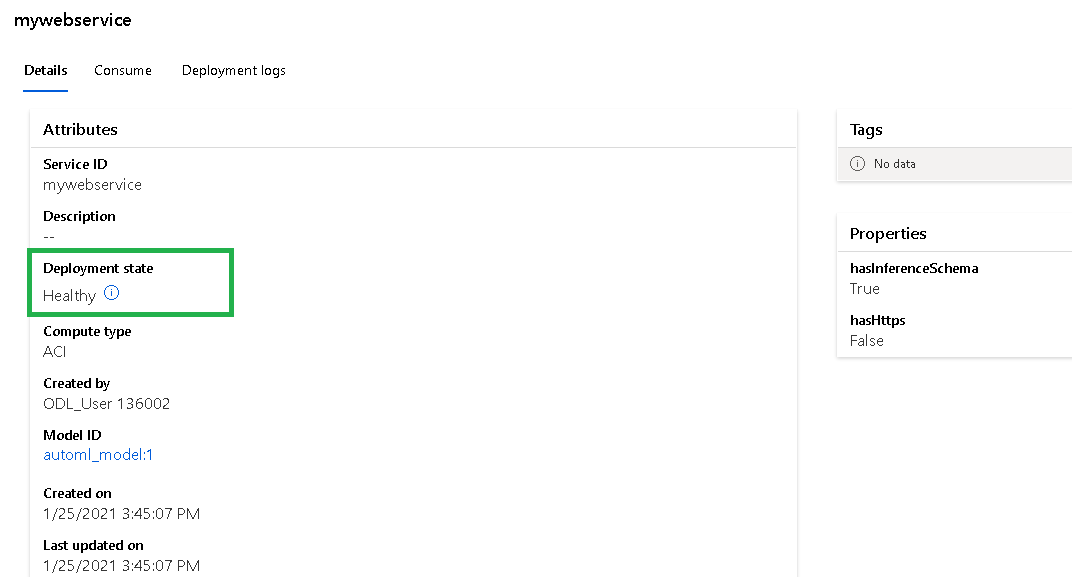 mywebservice
Details Consume Deployment logs
Attributes
Service ID
mywebservice
Description
--
Deployment state
Healthy
Compute type
ACI
Created by
ODL_User 136002
Model ID
automl_model:1
Created on
1/25/2021 3:45:07 PM
Last updated on
1/25/2021 3:45:07 PM
Tags
No data
Properties
hasInferenceSchema
True
hasHttps
False